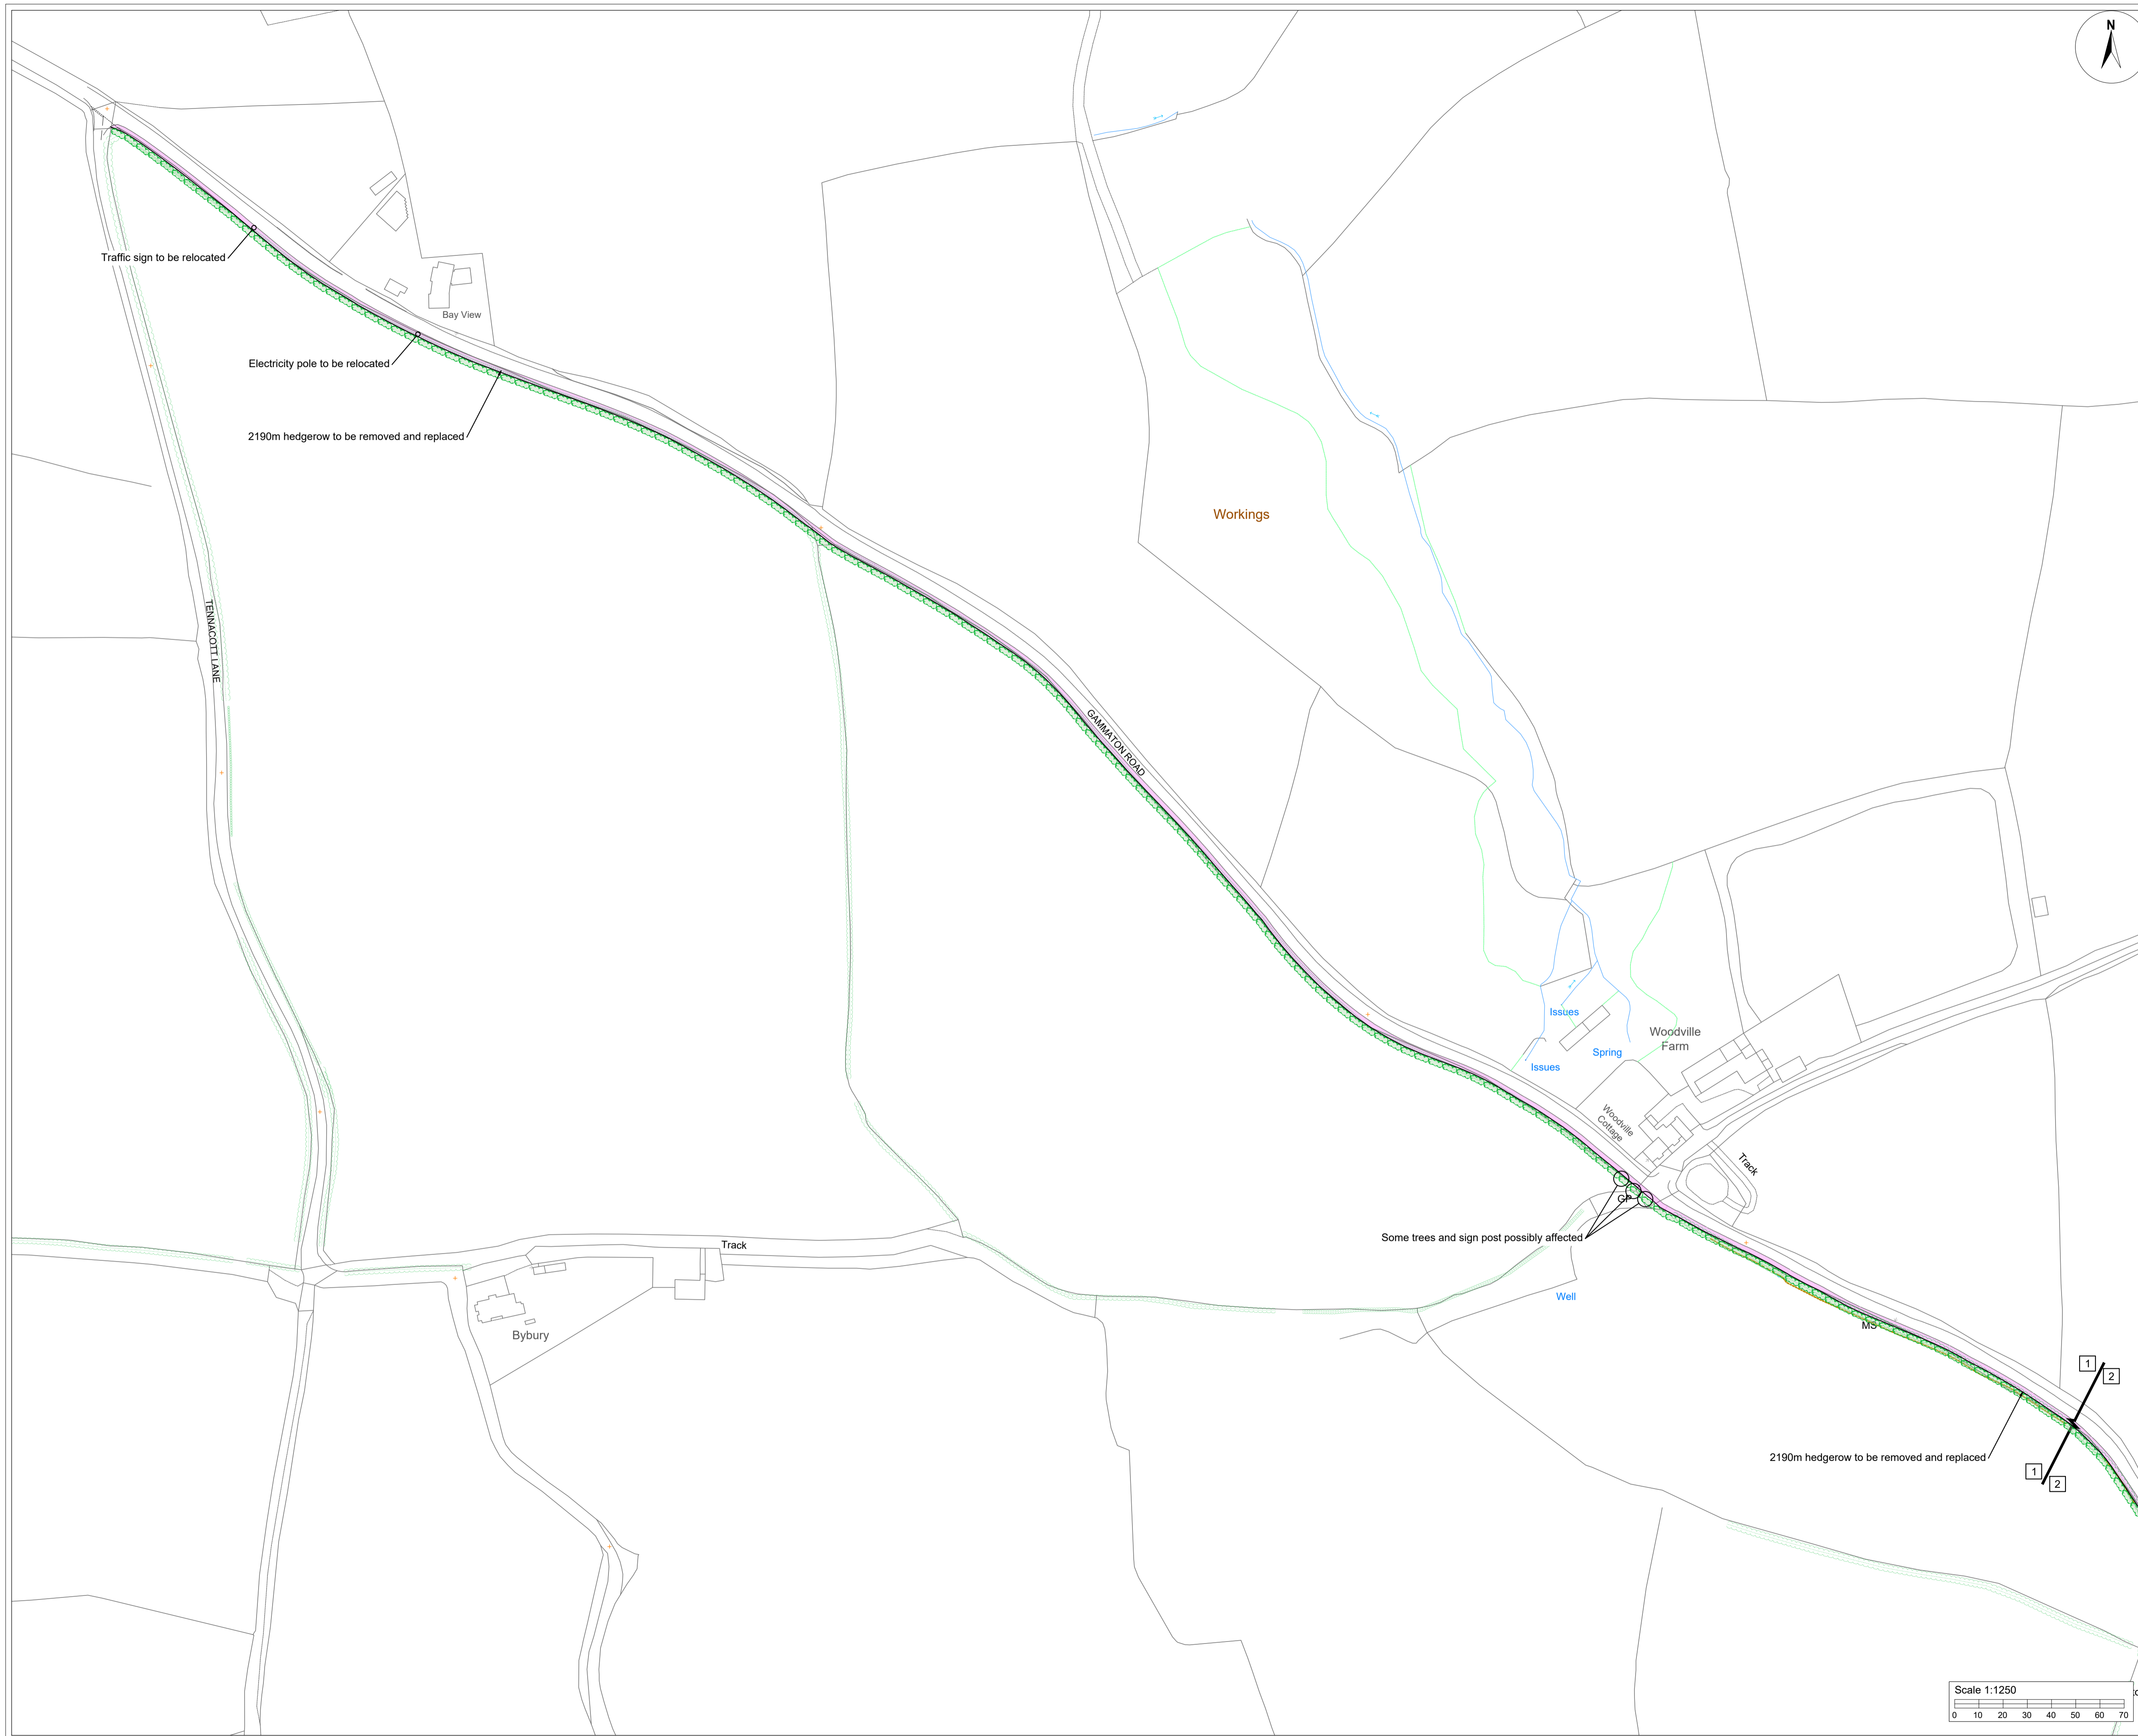 N
Traffic sign to be relocated
Bay View
Electricity pole to be relocated
2190m hedgerow to be removed and replaced
Workings
TENNACOTT LANE
GAMMATON ROAD
Issues
Woodville
Farm
Spring
Issues
Woodville
Cottage
Track
GP
Some trees and sign post possibly affected
Track
Well
Bybury
MS
1
2
2190m hedgerow to be removed and replaced
1
2
Scale 1:1250
0 10 20 30 40 50 60 70